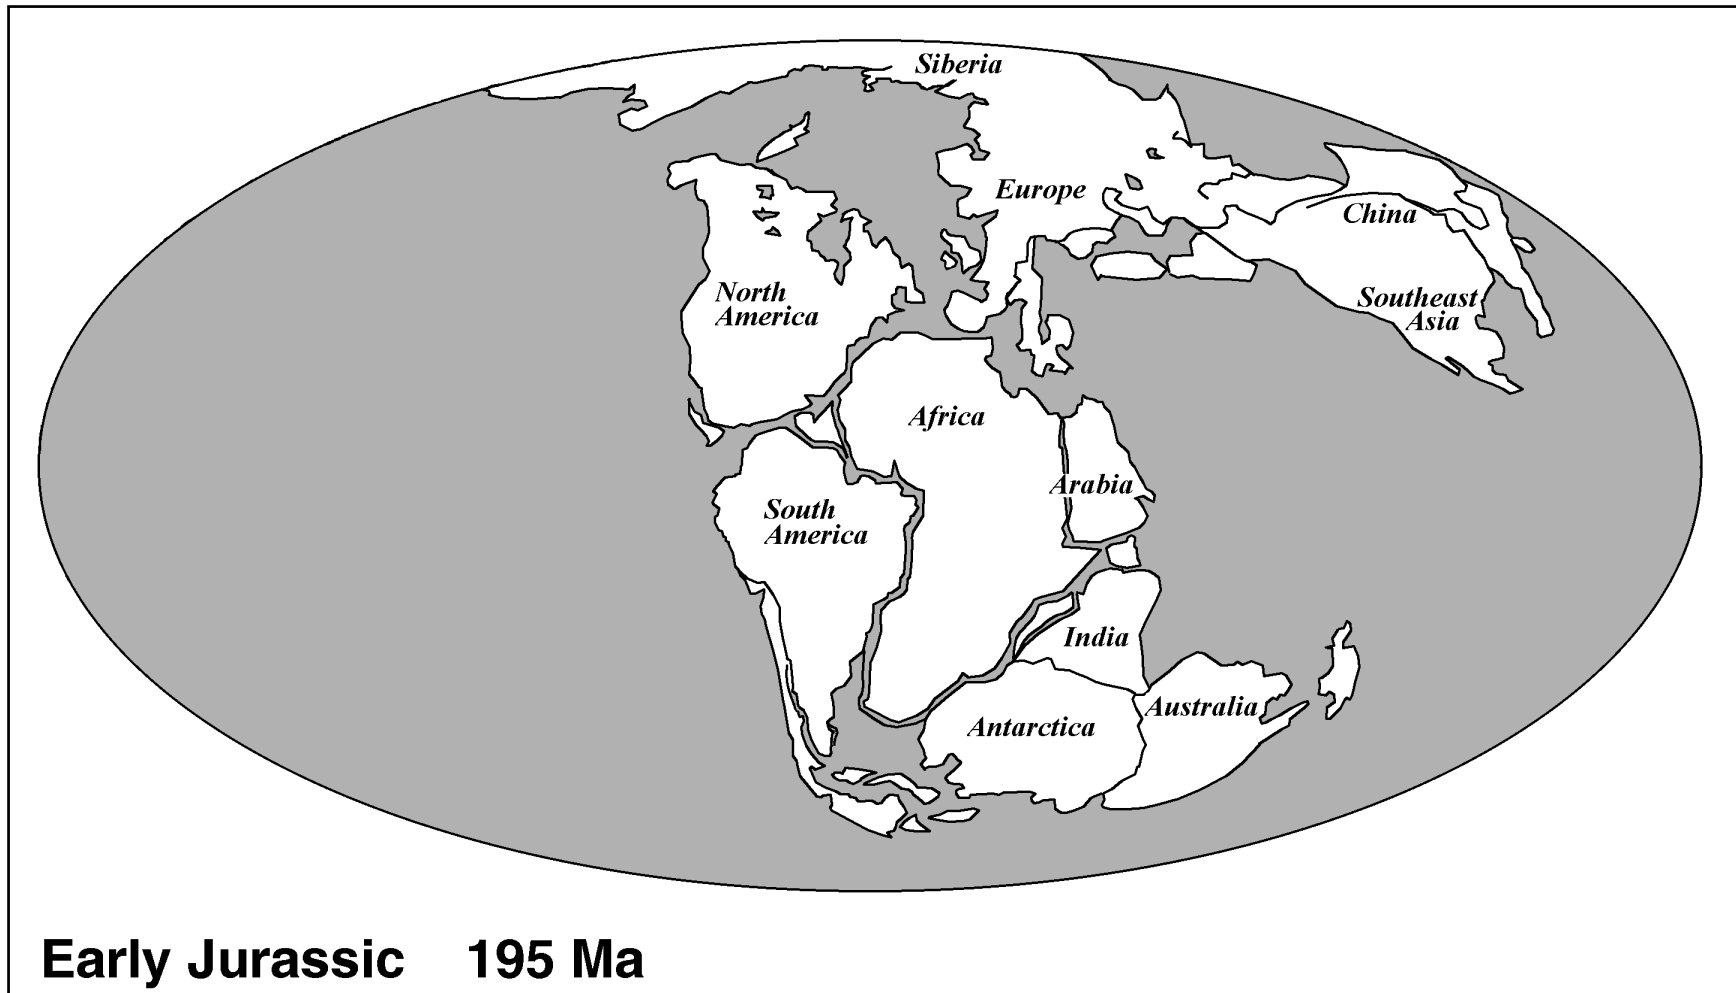 Siberia
Europe
China
North
America
Southeast
Asia
Africa
Arabia
South
America
India
Australia
Antarctica
Early Jurassic 195 Ma